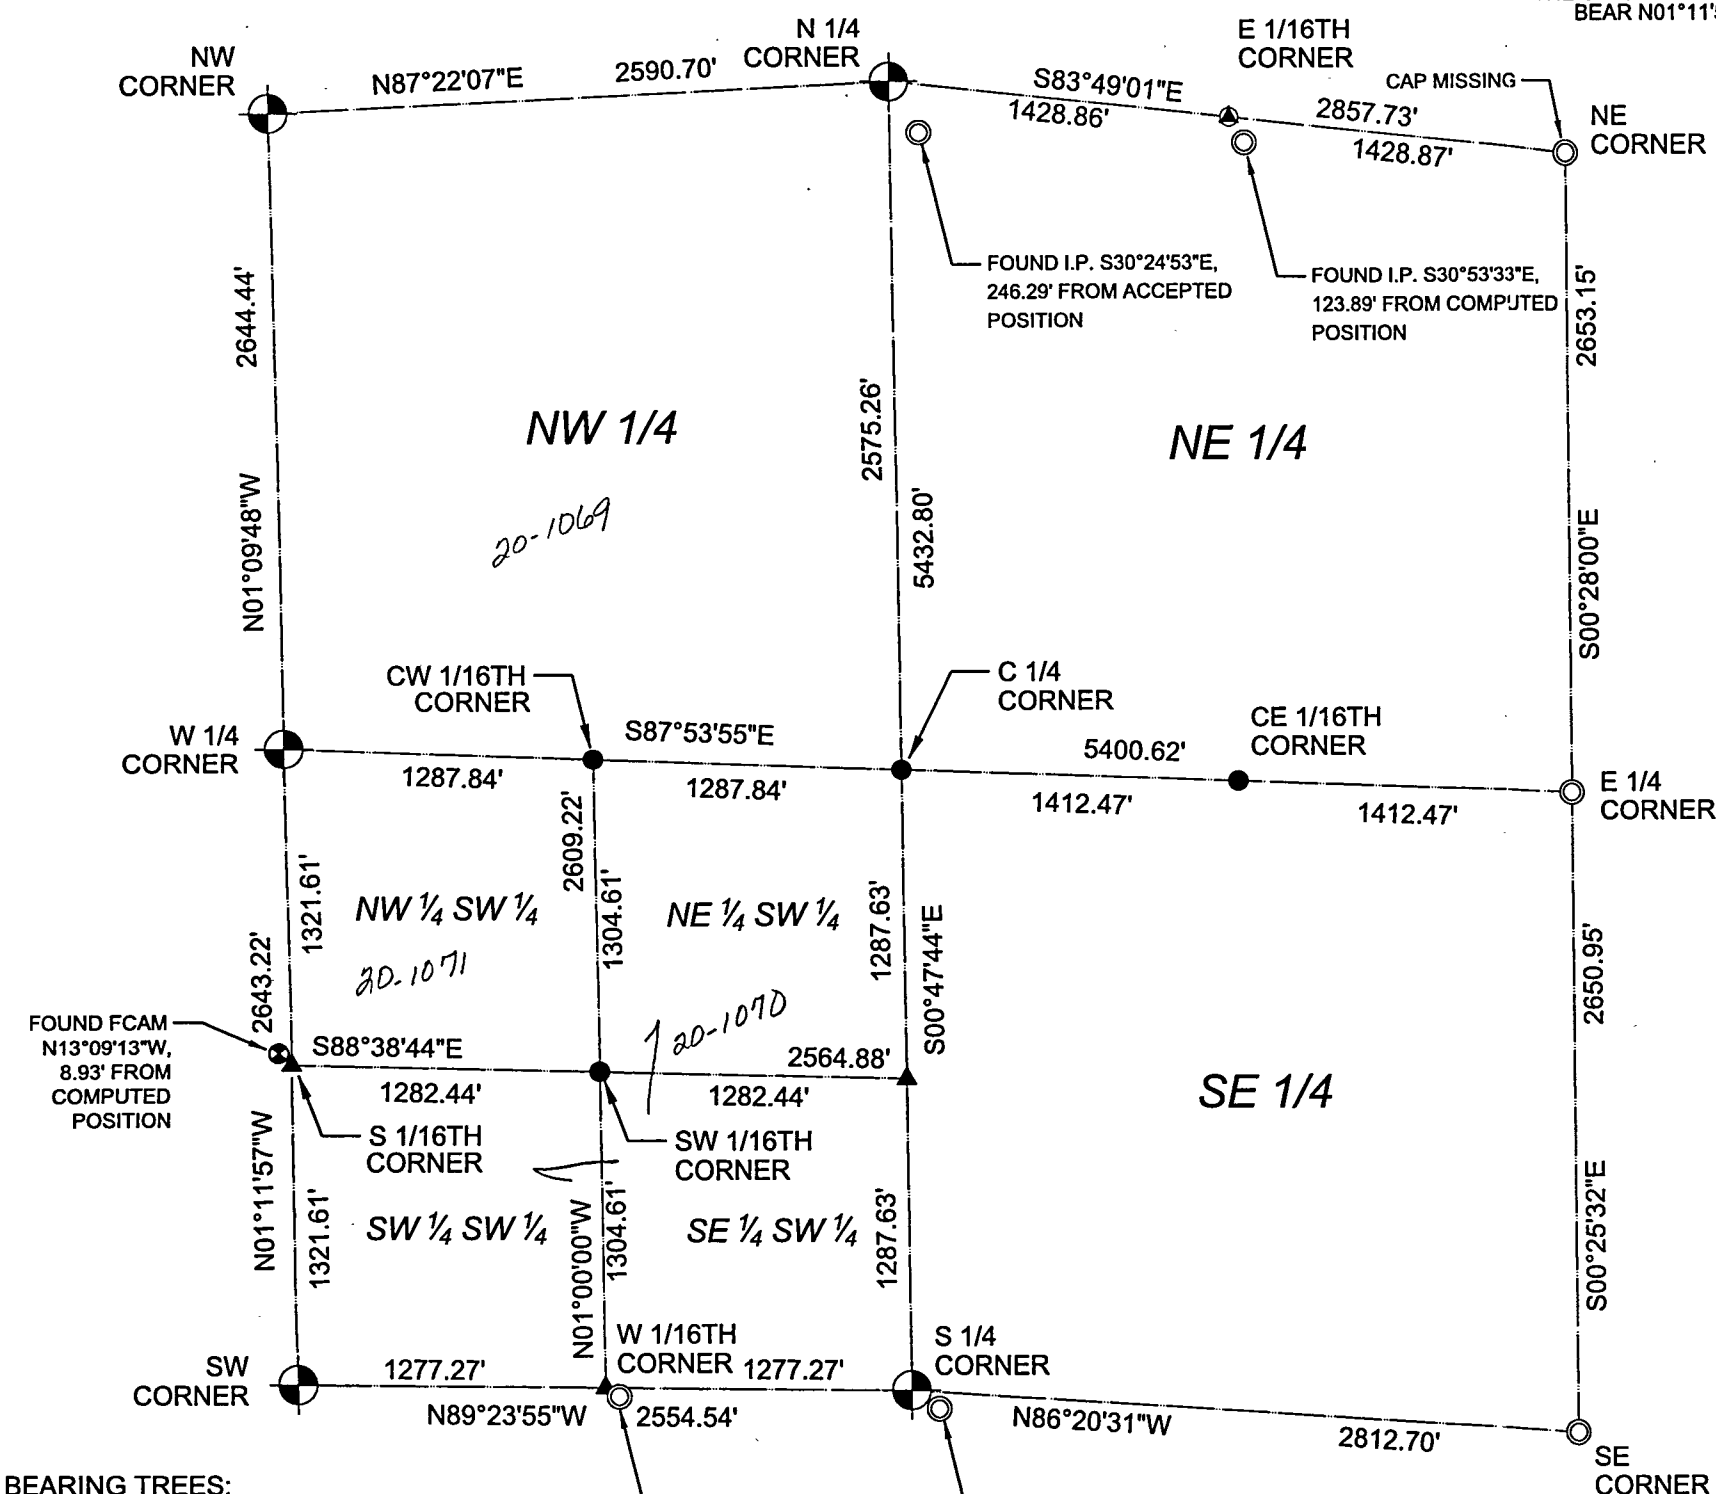 BEAR N01°11'
N 1/4
CORNER
E 1/16TH
CORNER
NW
CORNER
N87°22'07"E
2590.70'
S83°49'01"E
1428.86'
CAP MISSING
2857.73'
1428.87'
NE
CORNER
FOUND I.P. S30°24'53"E,
246.29' FROM ACCEPTED
POSITION
FOUND I.P. S30°53'33"E,
123.89' FROM COMPUTED
POSITION
2644.44'
N01°09'48"W
2575.26'
5432.80'
2653.15'
S00°28'00"E
NW 1/4
20-1069
NE 1/4
CW 1/16TH
CORNER
C 1/4
CORNER
CE 1/16TH
CORNER
W 1/4
CORNER
S87°53'55"E
5400.62'
1287.84'
1287.84'
1412.47'
1412.47'
E 1/4
CORNER
2643.22'
1321.61'
2609.22'
1304.61'
1287.63'
S00°47'44"E
2650.95'
NW ¼ SW ¼
20-1071
NE ¼ SW ¼
20-1070
FOUND FCAM
N13°09'13"W,
8.93' FROM
COMPUTED
POSITION
S88°38'44"E
2564.88'
1282.44'
1282.44'
S 1/16TH
CORNER
SW 1/16TH
CORNER
SE 1/4
N01°11'57"W
1321.61'
N01°00'00"W
1304.61'
1287.63'
S00°25'32"E
SW ¼ SW ¼
SE ¼ SW ¼
SW
CORNER
1277.27'
W 1/16TH
CORNER
1277.27'
S 1/4
CORNER
N89°23'55"W
2554.54'
N86°20'31"W
2812.70'
SE
CORNER
BEARING TREES: